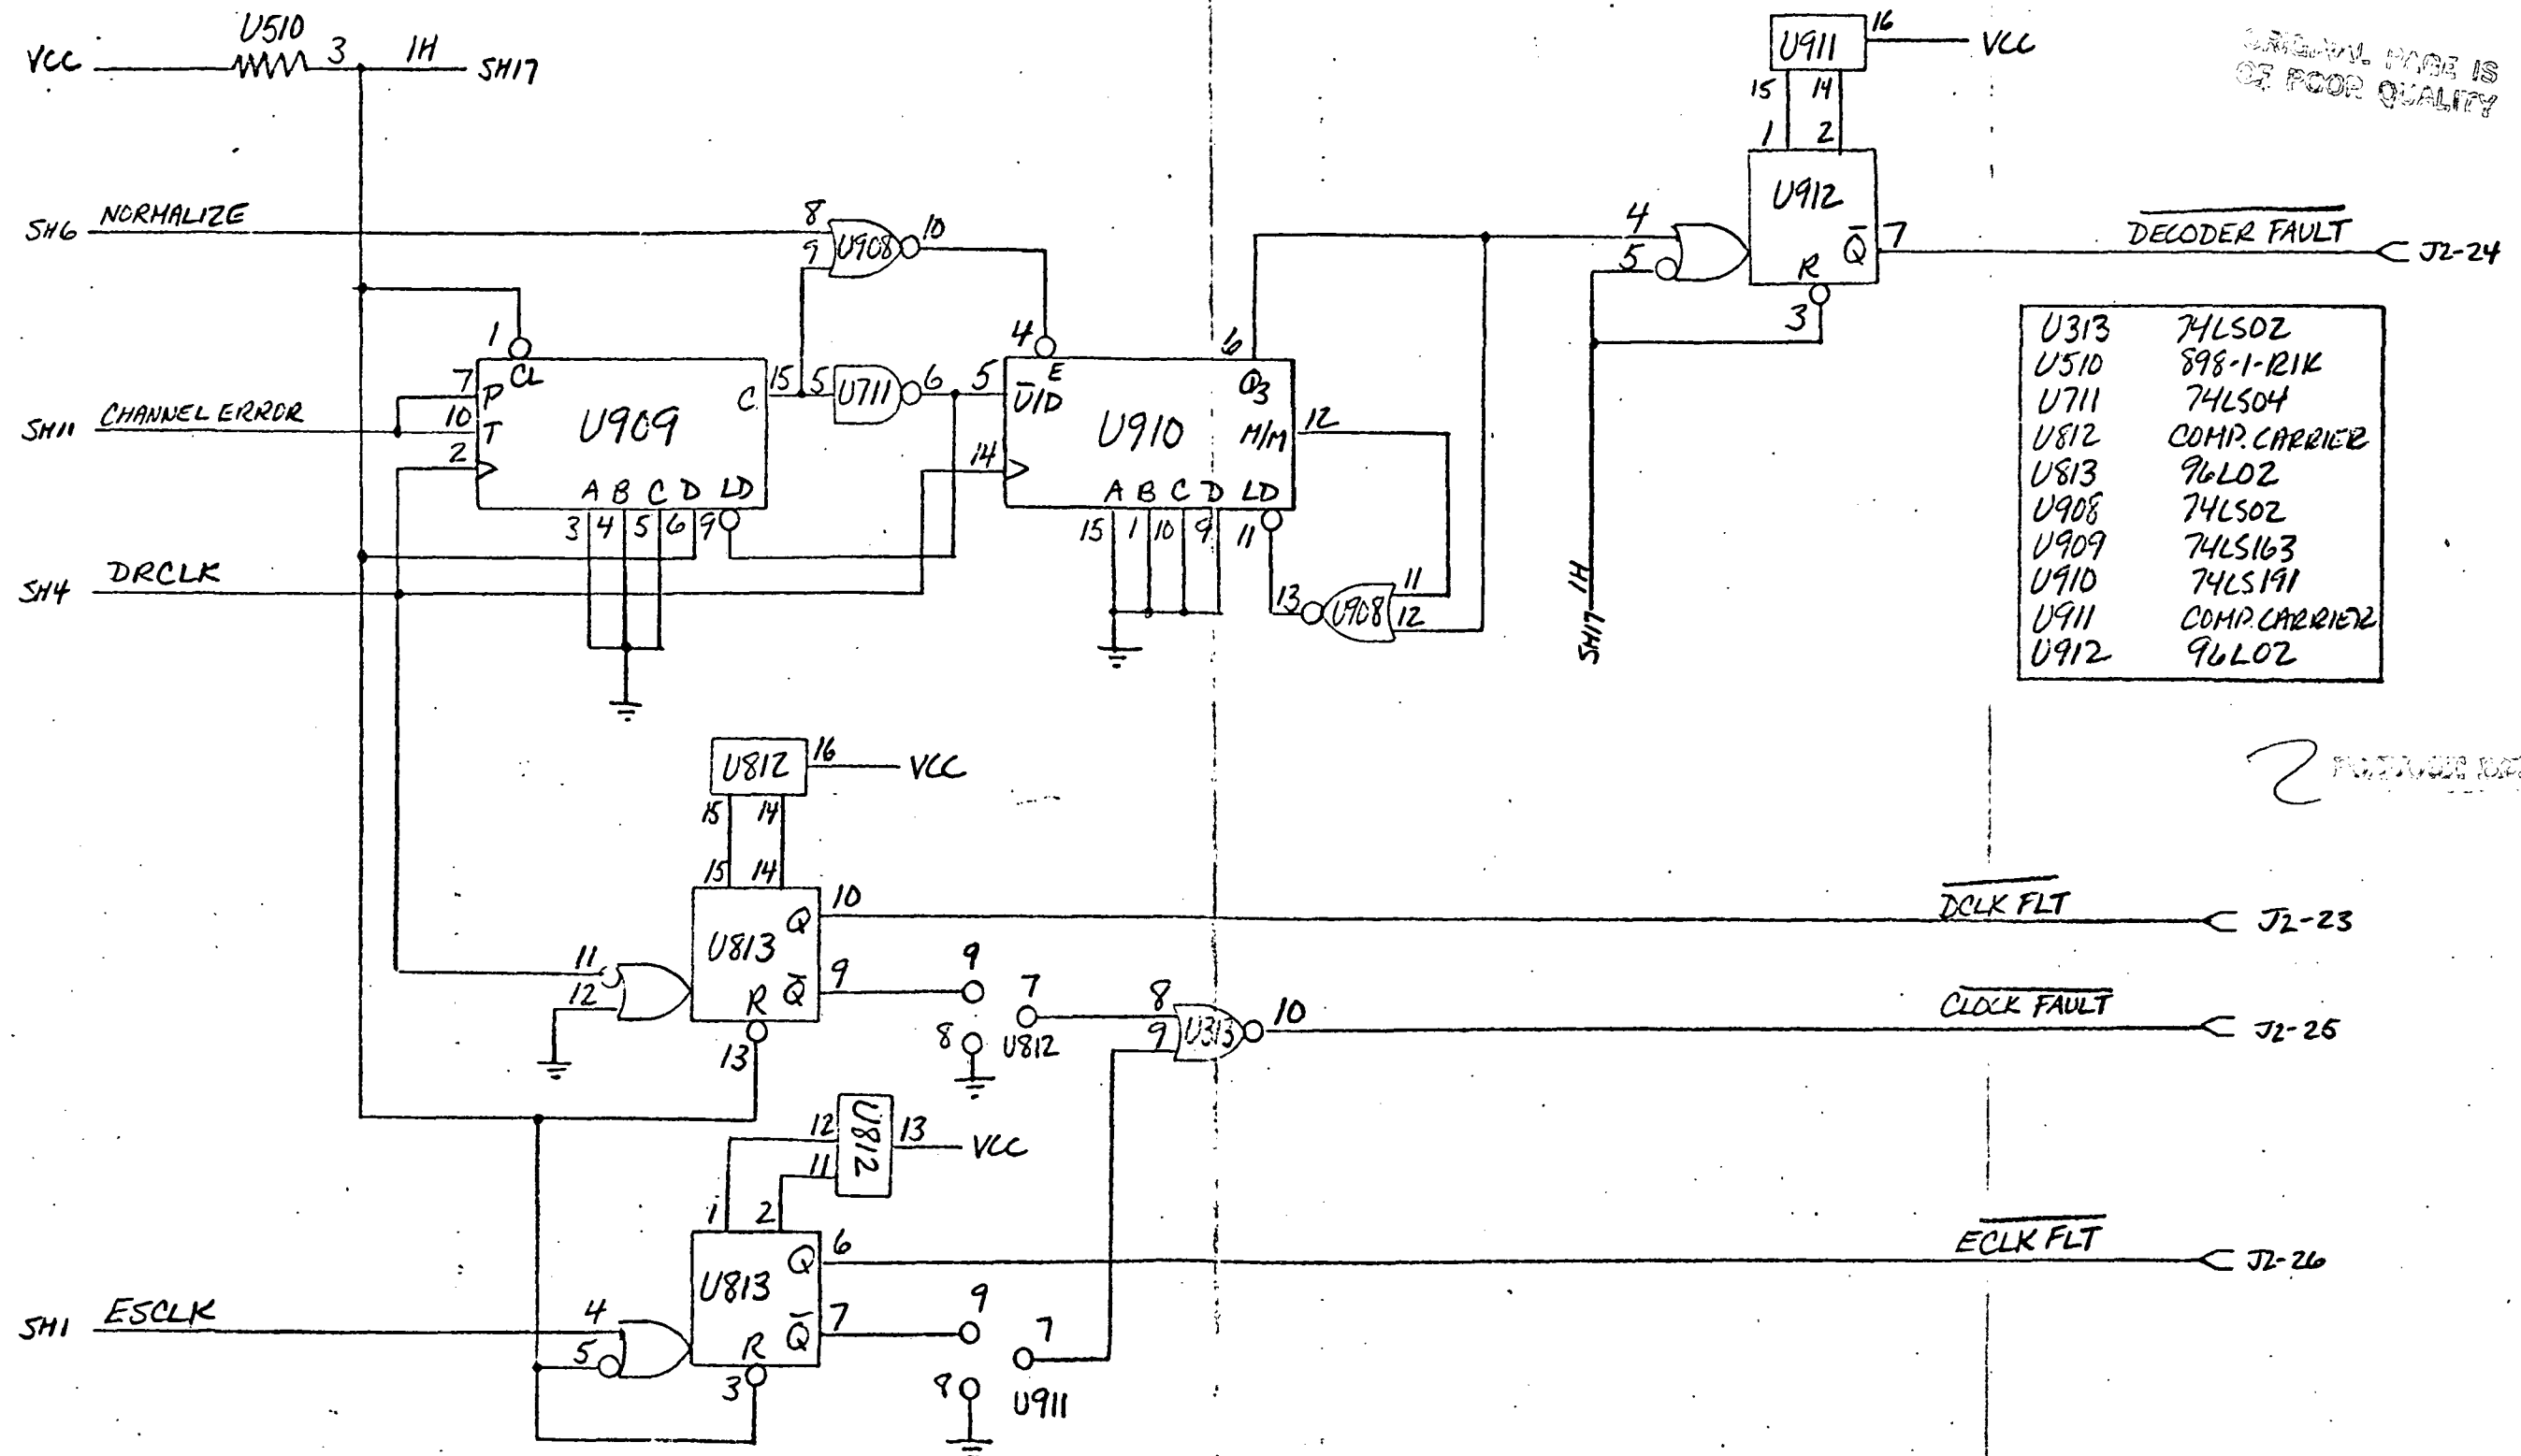 U510
VCC 3 1H SH17
U911 16 VCC
15 14
1 2
ORIGINAL PAGE IS
OF POOR QUALITY
SH6 NORMALIZE 8 9 U908 10
4 5 U912 R Q̅ 7 3
DECODER FAULT J2-24
SH11 CHANNEL ERROR
1 CL
7 P
10 T
2
U909
C 15
A B C D LD
3 4 5 6 9
5 U711 6
4 E
5 U̅/D
14
U910
6 Q3
M/M 12
A B C D LD
15 1 10 9 11
13 U908 11 12
SH17 1H
SH4 DRCLK
U313 74LS02
U510 898-1-R1K
U711 74LS04
U812 COMP. CARRIER
U813 96L02
U908 74LS02
U909 74LS163
U910 74LS191
U911 COMP. CARRIER
U912 96L02
U812 16 VCC
15 14
15 14
U813 Q 10
Q̅ 9
R 13
11
12
DCLK FLT J2-23
9
8
7
U812
8 9 U313 10
CLOCK FAULT J2-25
12 11 U812 13 VCC
1 2
U813 Q 6
Q̅ 7
R 3
ECLK FLT J2-26
SH1 ESCLK 4
5
9
8
7
U911